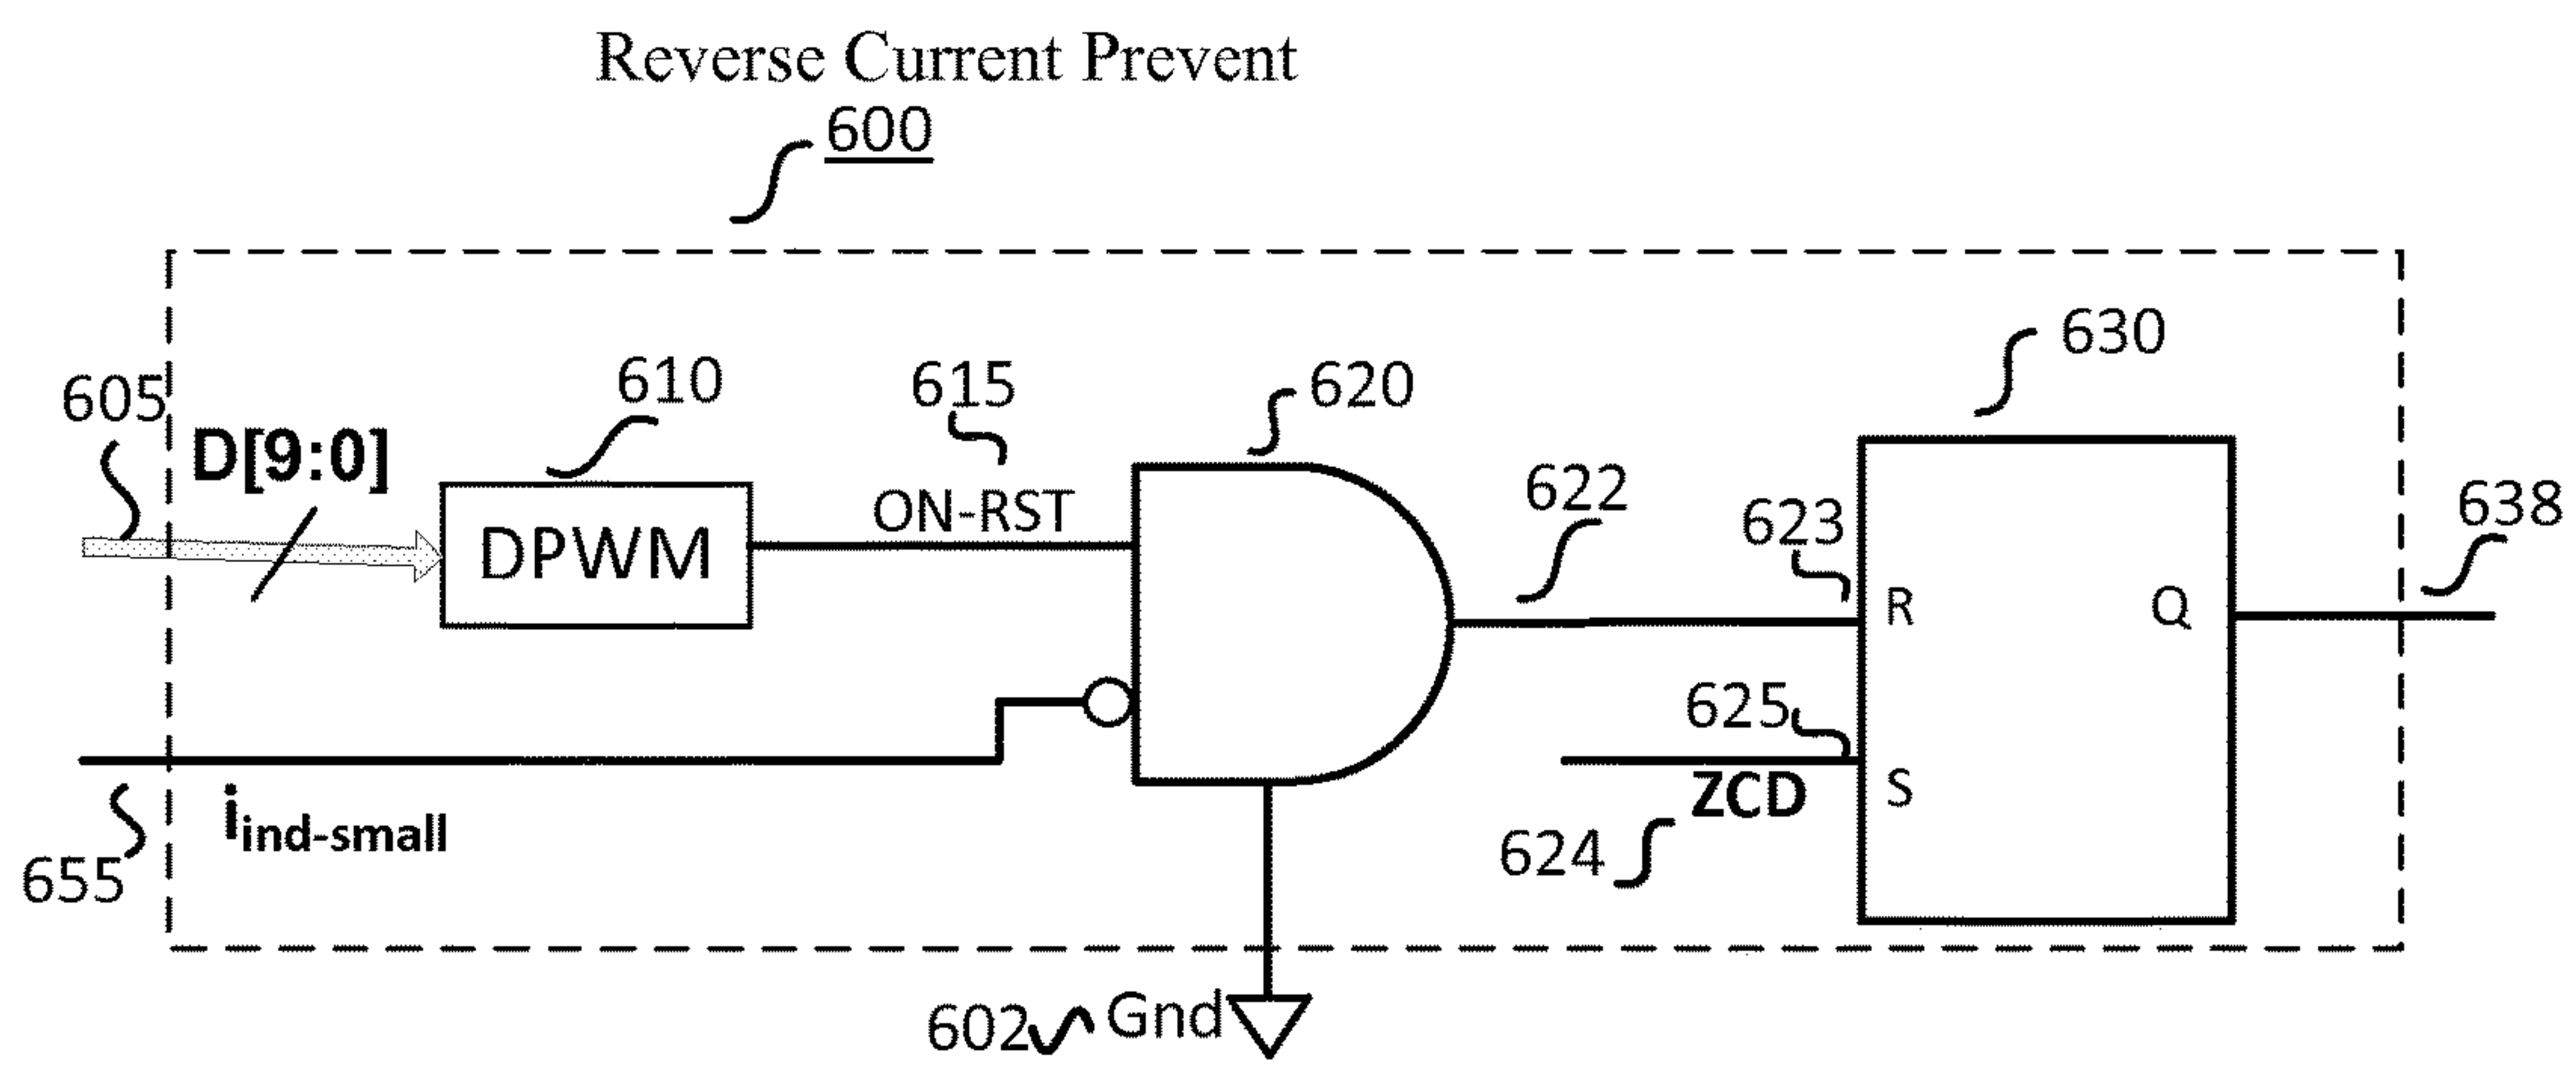 Reverse Current Prevent
600
630
610
615
620
605
D[9:0]
622
638
623
ON-RST
DPWM
R
Q
625
ZCD
S
i ind-small
624
655
602
Gnd